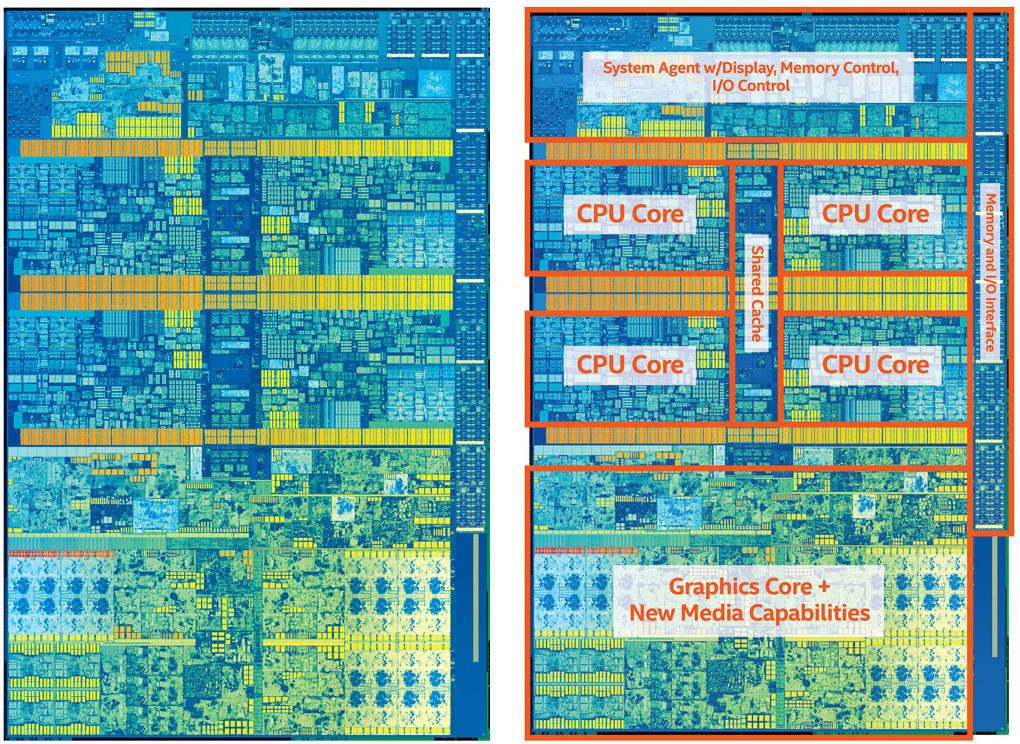 System Agent w/Display, Memory Control,
I/O Control
CPU Core
CPU Core
Shared Cache
Memory and I/O Interface
CPU Core
CPU Core
Graphics Core +
New Media Capabilities